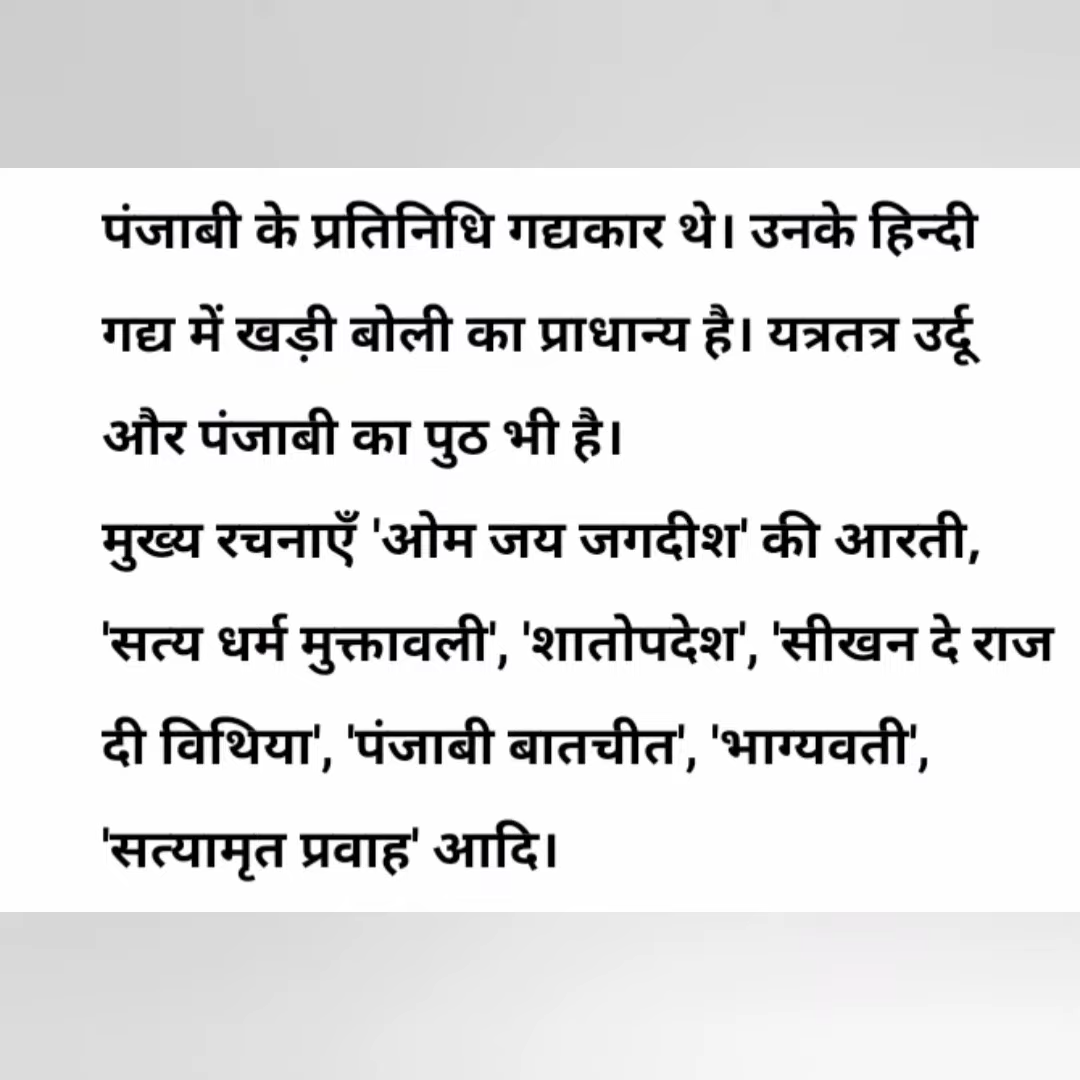 पंजाबी के प्रतिनिधि गद्यकार थे। उनके हिन्दी
गद्य में खड़ी बोली का प्राधान्य है। यत्रतत्र उर्दू
और पंजाबी का पुठ भी है।
मुख्य रचनाएँ 'ओम जय जगदीश' की आरती,
'सत्य धर्म मुक्तावली', 'शातोपदेश', 'सीखन दे राज
दी विथिया', 'पंजाबी बातचीत', 'भाग्यवती',
'सत्यामृत प्रवाह' आदि।